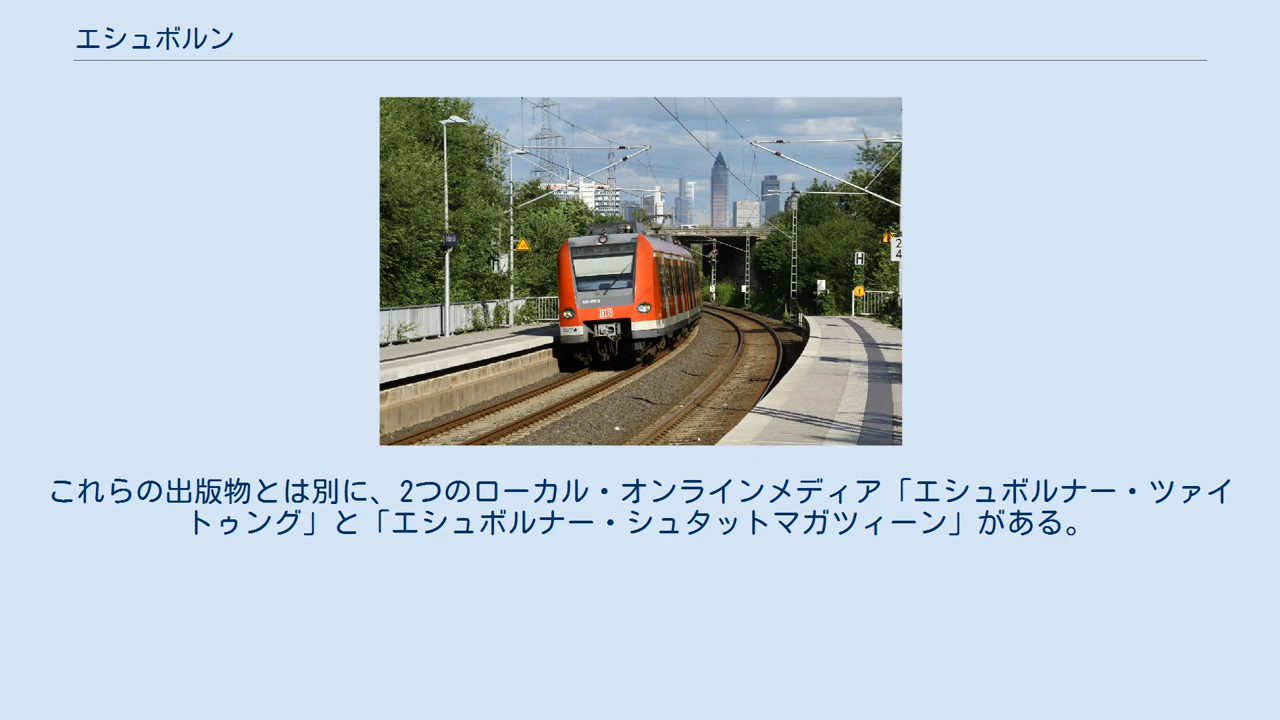 エシュボルン
DB
H
2
4
これらの出版物とは別に、2つのローカル・オンラインメディア「エシュボルナー・ツァイ
トゥング」と「エシュボルナー・シュタットマガツィーン」がある。